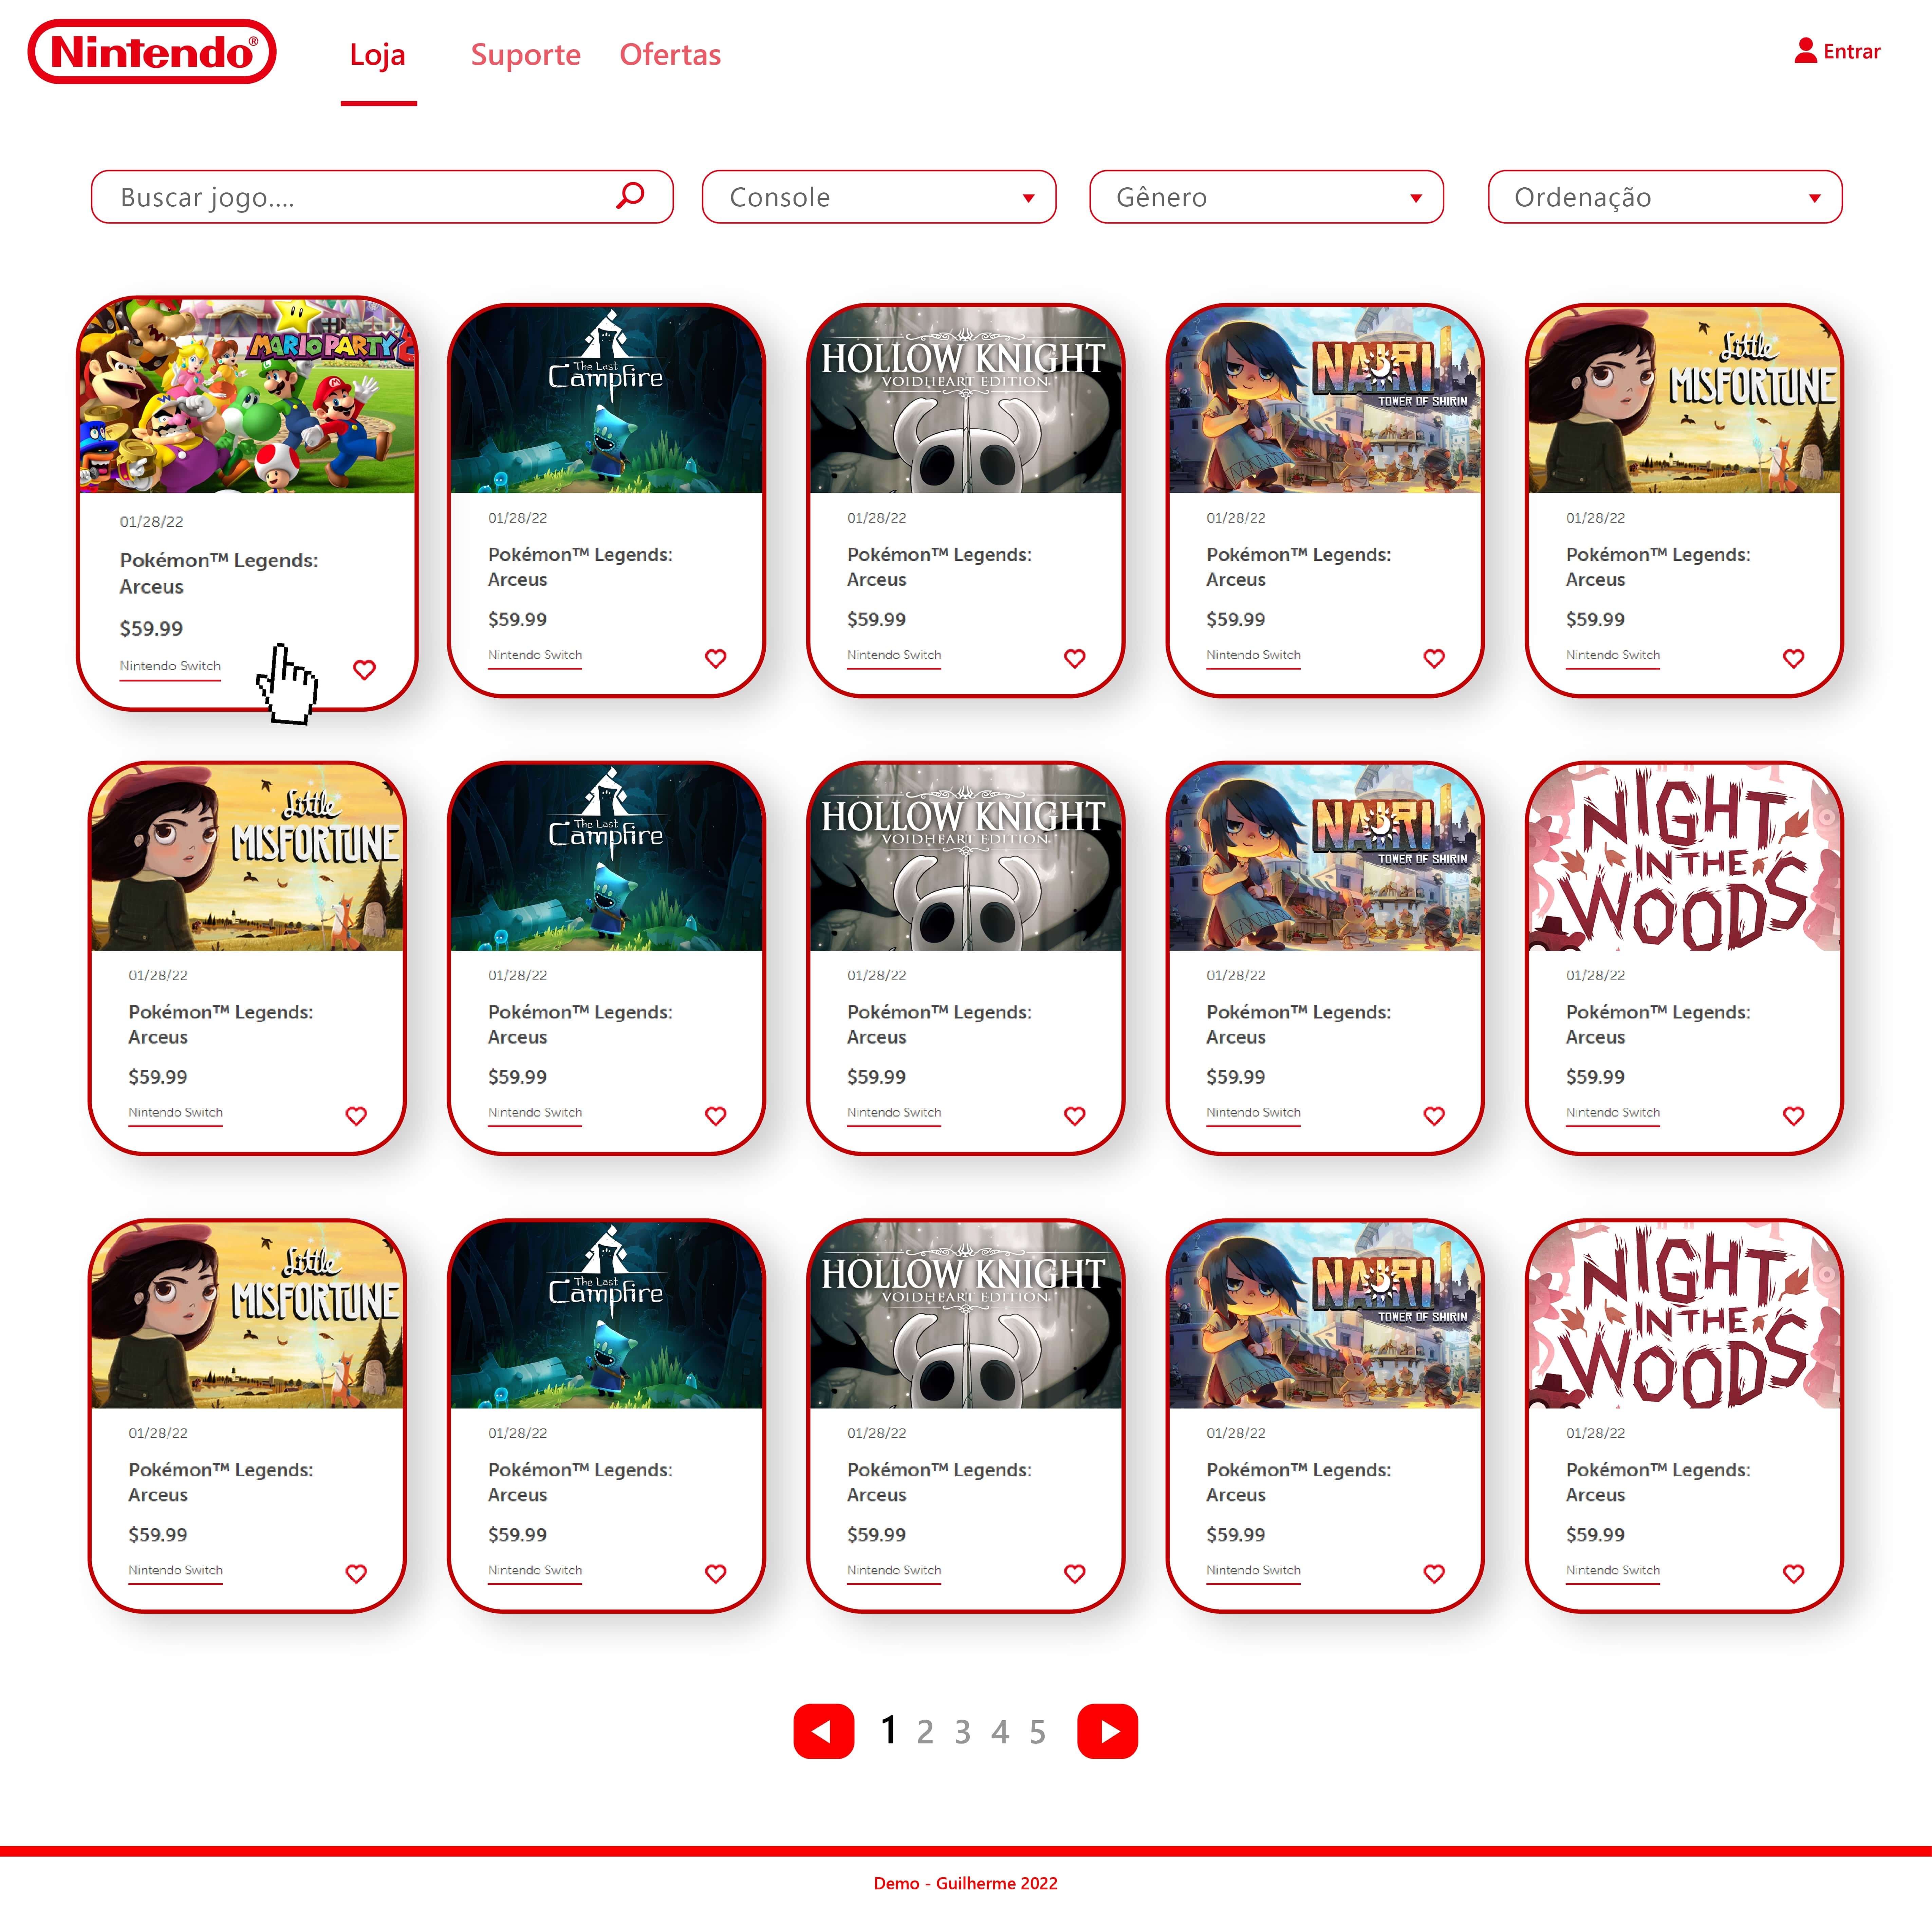 Nintendo®
Loja Suporte Ofertas Entrar
Buscar jogo.... Console Gênero Ordenação
MARIO PARTY
01/28/22
Pokémon™ Legends:
Arceus
$59.99
Nintendo Switch
The Last
Campfire
01/28/22
Pokémon™ Legends:
Arceus
$59.99
Nintendo Switch
HOLLOW KNIGHT
VOIDHEART EDITION
01/28/22
Pokémon™ Legends:
Arceus
$59.99
Nintendo Switch
NAIRI
TOWER OF SHIRIN
01/28/22
Pokémon™ Legends:
Arceus
$59.99
Nintendo Switch
Little
MISFORTUNE
01/28/22
Pokémon™ Legends:
Arceus
$59.99
Nintendo Switch
Little
MISFORTUNE
01/28/22
Pokémon™ Legends:
Arceus
$59.99
Nintendo Switch
The Last
Campfire
01/28/22
Pokémon™ Legends:
Arceus
$59.99
Nintendo Switch
HOLLOW KNIGHT
VOIDHEART EDITION
01/28/22
Pokémon™ Legends:
Arceus
$59.99
Nintendo Switch
NAIRI
TOWER OF SHIRIN
01/28/22
Pokémon™ Legends:
Arceus
$59.99
Nintendo Switch
NIGHT
IN THE
WOODS
01/28/22
Pokémon™ Legends:
Arceus
$59.99
Nintendo Switch
Little
MISFORTUNE
01/28/22
Pokémon™ Legends:
Arceus
$59.99
Nintendo Switch
The Last
Campfire
01/28/22
Pokémon™ Legends:
Arceus
$59.99
Nintendo Switch
HOLLOW KNIGHT
VOIDHEART EDITION
01/28/22
Pokémon™ Legends:
Arceus
$59.99
Nintendo Switch
NAIRI
TOWER OF SHIRIN
01/28/22
Pokémon™ Legends:
Arceus
$59.99
Nintendo Switch
NIGHT
IN THE
WOODS
01/28/22
Pokémon™ Legends:
Arceus
$59.99
Nintendo Switch
1 2 3 4 5
Demo - Guilherme 2022